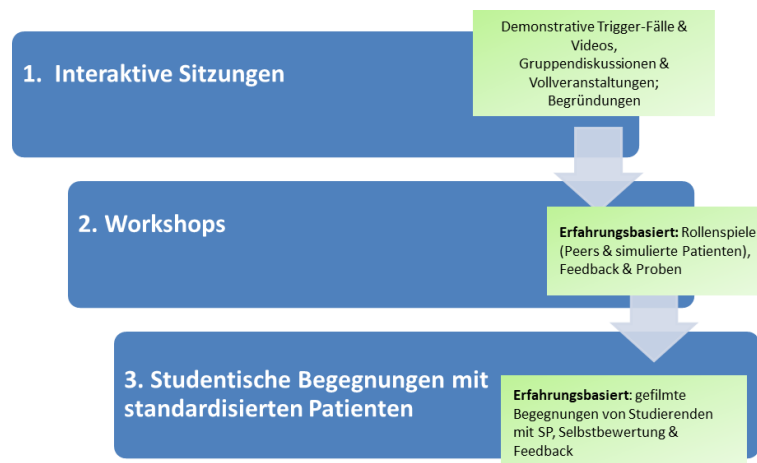 1. Interaktive Sitzungen
Demonstrative Trigger-Fälle &
Videos,
Gruppendiskussionen &
Vollveranstaltungen;
Begründungen
2. Workshops
Erfahrungsbasiert: Rollenspiele
(Peers & simulierte Patienten),
Feedback & Proben
3. Studentische Begegnungen mit
standardisierten Patienten
Erfahrungsbasiert: gefilmte
Begegnungen von Studierenden
mit SP, Selbstbewertung &
Feedback